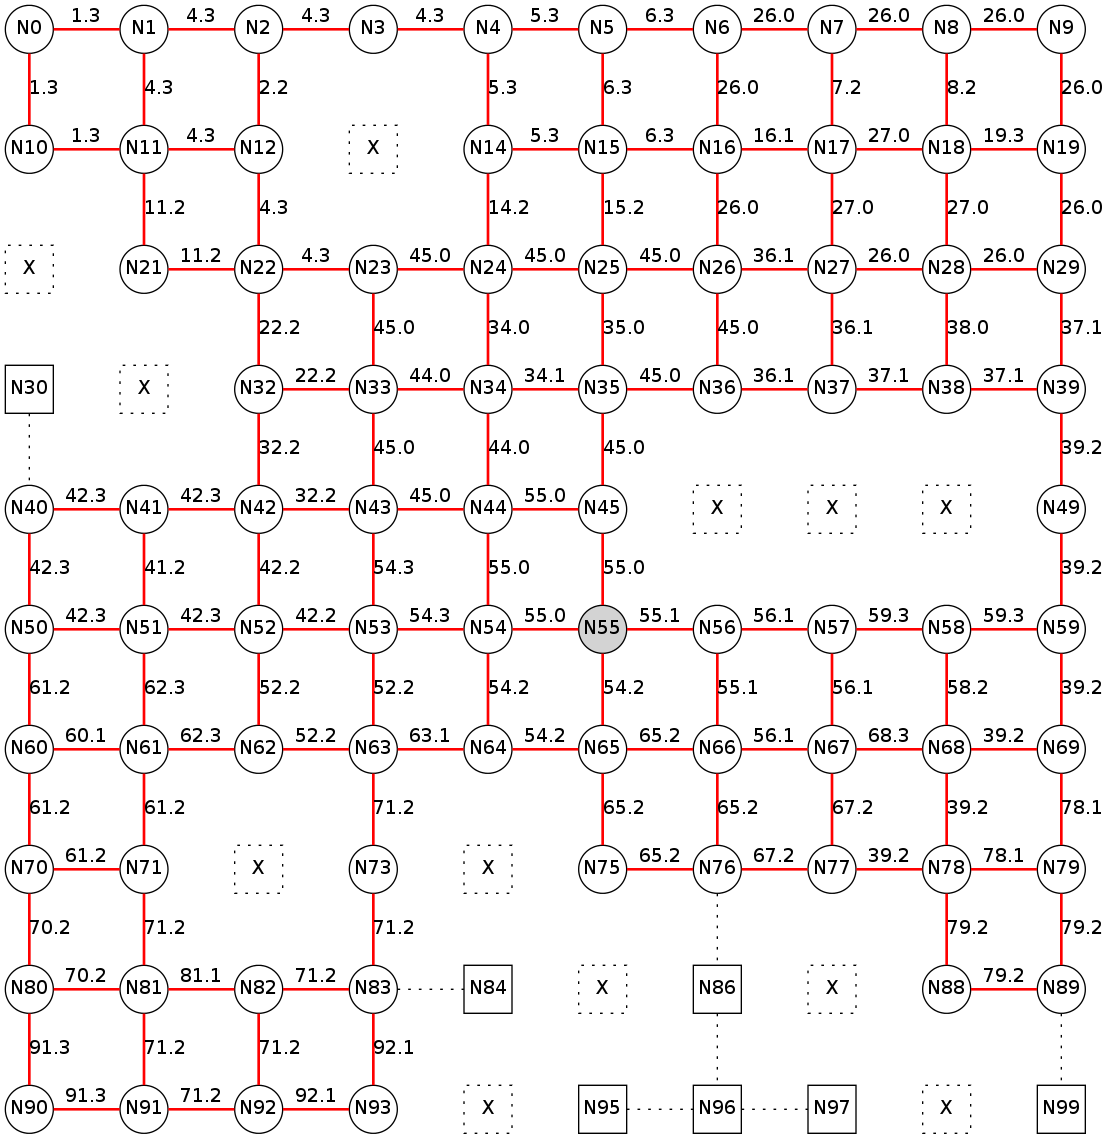 1.3 4.3 4.3 4.3 5.3 6.3 26.0 26.0 26.0
N0 N1 N2 N3 N4 N5 N6 N7 N8 N9
1.3 4.3 2.2 5.3 6.3 26.0 7.2 8.2 26.0
1.3 4.3 5.3 6.3 16.1 27.0 19.3
N10 N11 N12 X N14 N15 N16 N17 N18 N19
11.2 4.3 14.2 15.2 26.0 27.0 27.0 26.0
11.2 4.3 45.0 45.0 45.0 36.1 26.0 26.0
X N21 N22 N23 N24 N25 N26 N27 N28 N29
22.2 45.0 34.0 35.0 45.0 36.1 38.0 37.1
22.2 44.0 34.1 45.0 36.1 37.1 37.1
N30 X N32 N33 N34 N35 N36 N37 N38 N39
32.2 45.0 44.0 45.0 39.2
42.3 42.3 32.2 45.0 55.0
N40 N41 N42 N43 N44 N45 X X X N49
42.3 41.2 42.2 54.3 55.0 55.0 39.2
42.3 42.3 42.2 54.3 55.0 55.1 56.1 59.3 59.3
N50 N51 N52 N53 N54 N55 N56 N57 N58 N59
61.2 62.3 52.2 52.2 54.2 54.2 55.1 56.1 58.2 39.2
60.1 62.3 52.2 63.1 54.2 65.2 56.1 68.3 39.2
N60 N61 N62 N63 N64 N65 N66 N67 N68 N69
61.2 61.2 71.2 65.2 65.2 67.2 39.2 78.1
61.2 65.2 67.2 39.2 78.1
N70 N71 X N73 X N75 N76 N77 N78 N79
70.2 71.2 71.2 79.2 79.2
70.2 81.1 71.2 79.2
N80 N81 N82 N83 N84 X N86 X N88 N89
91.3 71.2 71.2 92.1
91.3 71.2 92.1
N90 N91 N92 N93 X N95 N96 N97 X N99